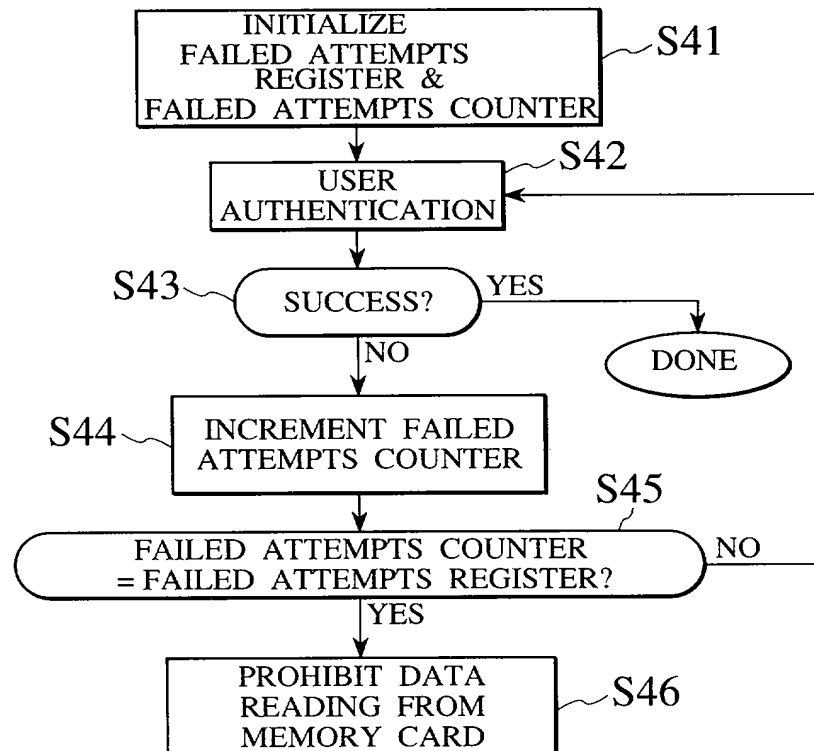 INITIALIZE
FAILED ATTEMPTS
REGISTER &
FAILED ATTEMPTS COUNTER
S41
USER
AUTHENTICATION
S42
S43
SUCCESS?
YES
NO
DONE
S44
INCREMENT FAILED
ATTEMPTS COUNTER
S45
FAILED ATTEMPTS COUNTER
= FAILED ATTEMPTS REGISTER?
NO
YES
PROHIBIT DATA
READING FROM
MEMORY CARD
S46